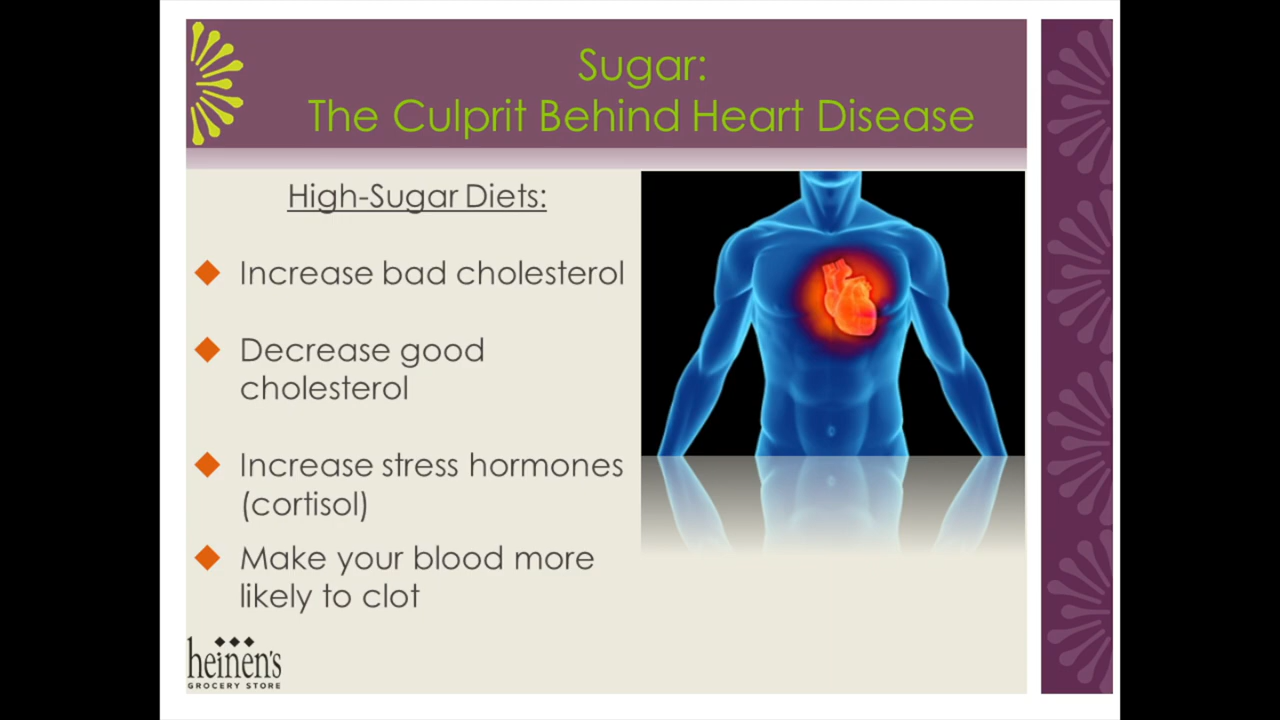 Sugar:
The Culprit Behind Heart Disease
High-Sugar Diets:
Increase bad cholesterol
Decrease good
cholesterol
Increase stress hormones
(cortisol)
Make your blood more
likely to clot
heinen's
GROCERY STORE